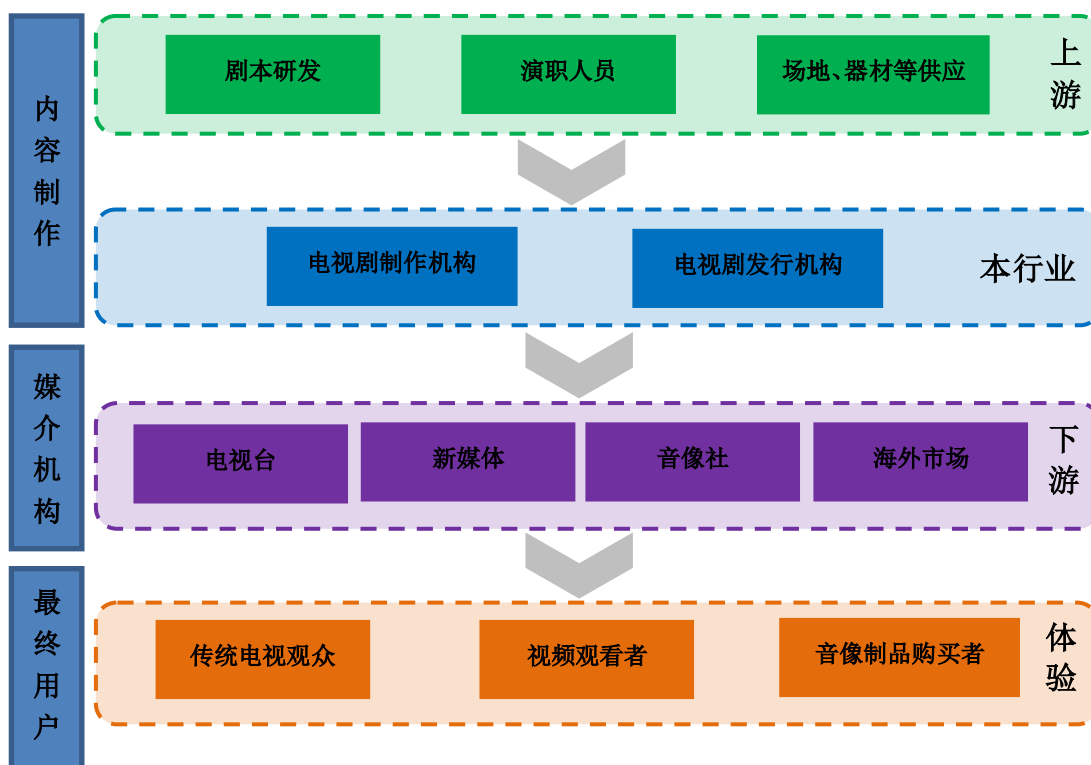 内容制作
剧本研发
演职人员
场地、器材等供应
上游
电视剧制作机构
电视剧发行机构
本行业
媒介机构
电视台
新媒体
音像社
海外市场
下游
最终用户
传统电视观众
视频观看者
音像制品购买者
体验